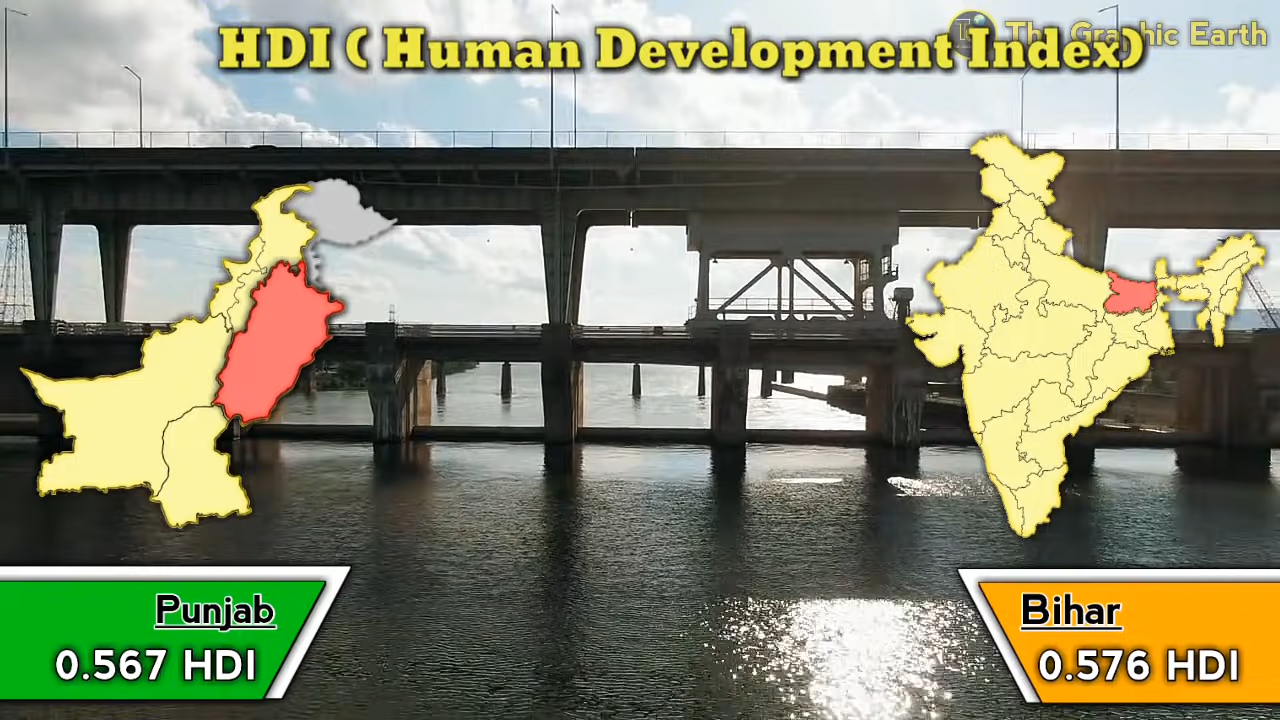 HDI ( Human Development Index)
The Graphic Earth
Punjab
0.567 HDI
Bihar
0.576 HDI